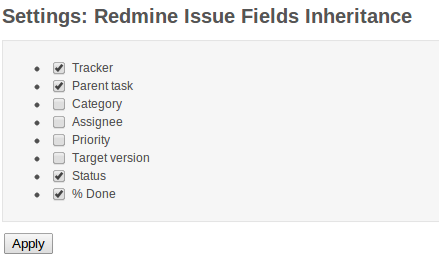 Settings: Redmine Issue Fields Inheritance
Tracker
Parent task
Category
Assignee
Priority
Target version
Status
% Done
Apply